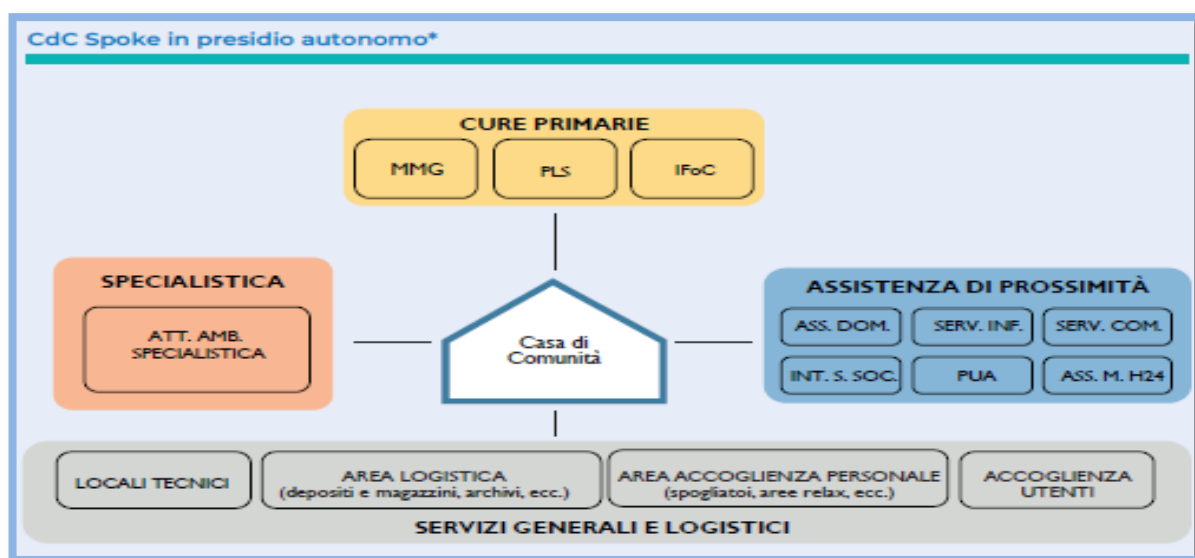 CdC Spoke in presidio autonomo*
CURE PRIMARIE
MMG
PLS
IFoC
SPECIALISTICA
ATT. AMB.
SPECIALISTICA
Casa di
Comunità
ASSISTENZA DI PROSSIMITÀ
ASS. DOM.
SERV. INF.
SERV. COM.
INT. S. SOC.
PUA
ASS. M. H24
LOCALI TECNICI
AREA LOGISTICA
(depositi e magazzini, archivi, ecc.)
AREA ACCOGLIENZA PERSONALE
(spogliatoi, aree relax, ecc.)
ACCOGLIENZA
UTENTI
SERVIZI GENERALI E LOGISTICI